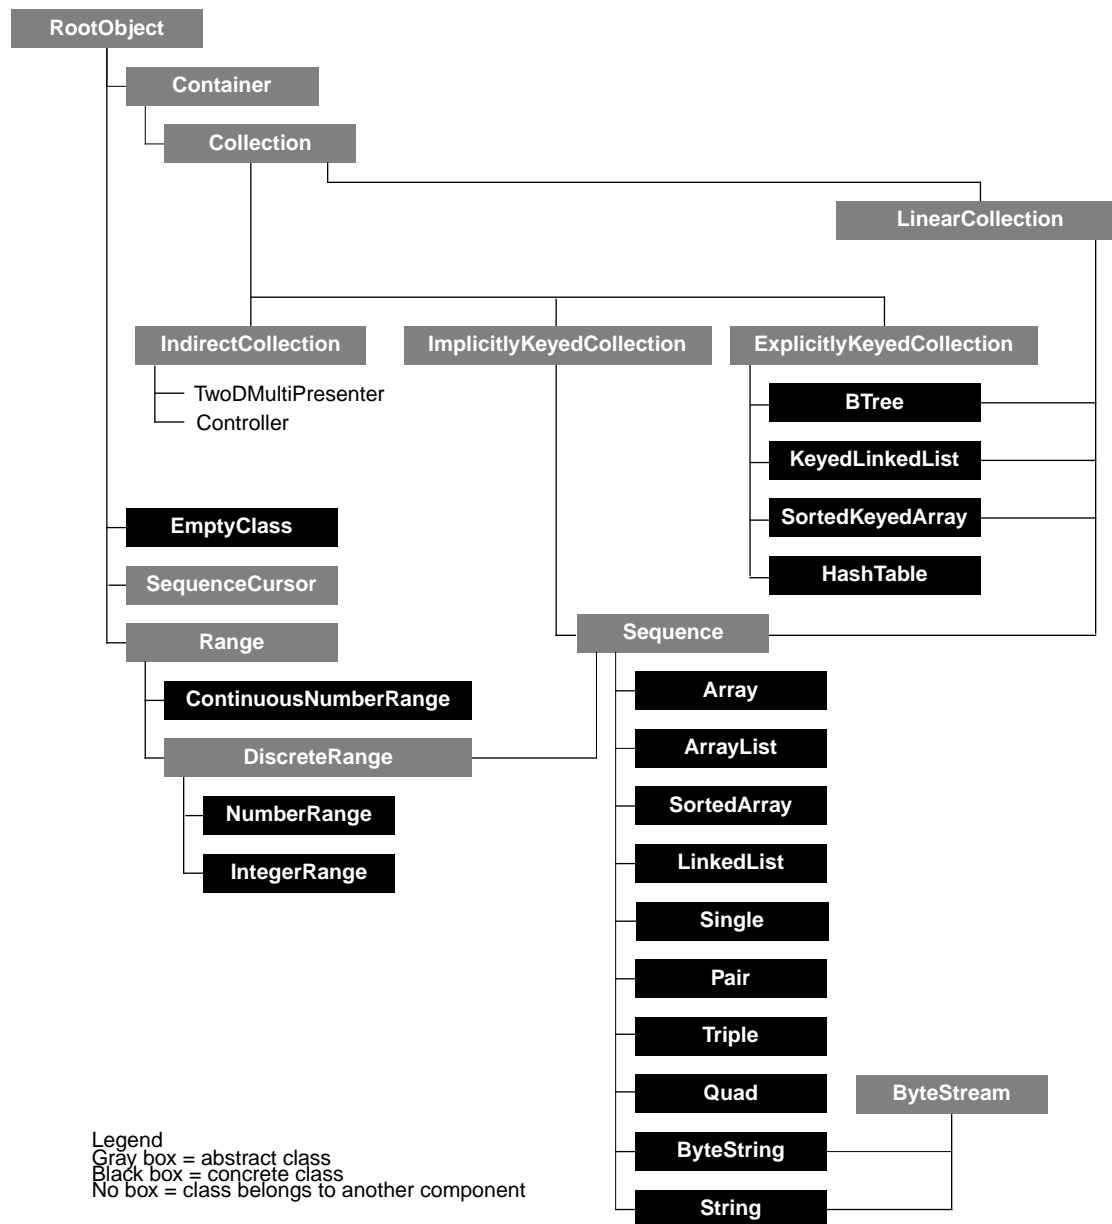 RootObject
Container
Collection
LinearCollection
IndirectCollection
ImplicitlyKeyedCollection
ExplicitlyKeyedCollection
TwoDMultiPresenter
Controller
BTree
KeyedLinkedList
SortedKeyedArray
HashTable
EmptyClass
SequenceCursor
Range
Sequence
ContinuousNumberRange
DiscreteRange
NumberRange
IntegerRange
Array
ArrayList
SortedArray
LinkedList
Single
Pair
Triple
Quad
ByteStream
ByteString
String
Legend
Gray box = abstract class
Black box = concrete class
No box = class belongs to another component